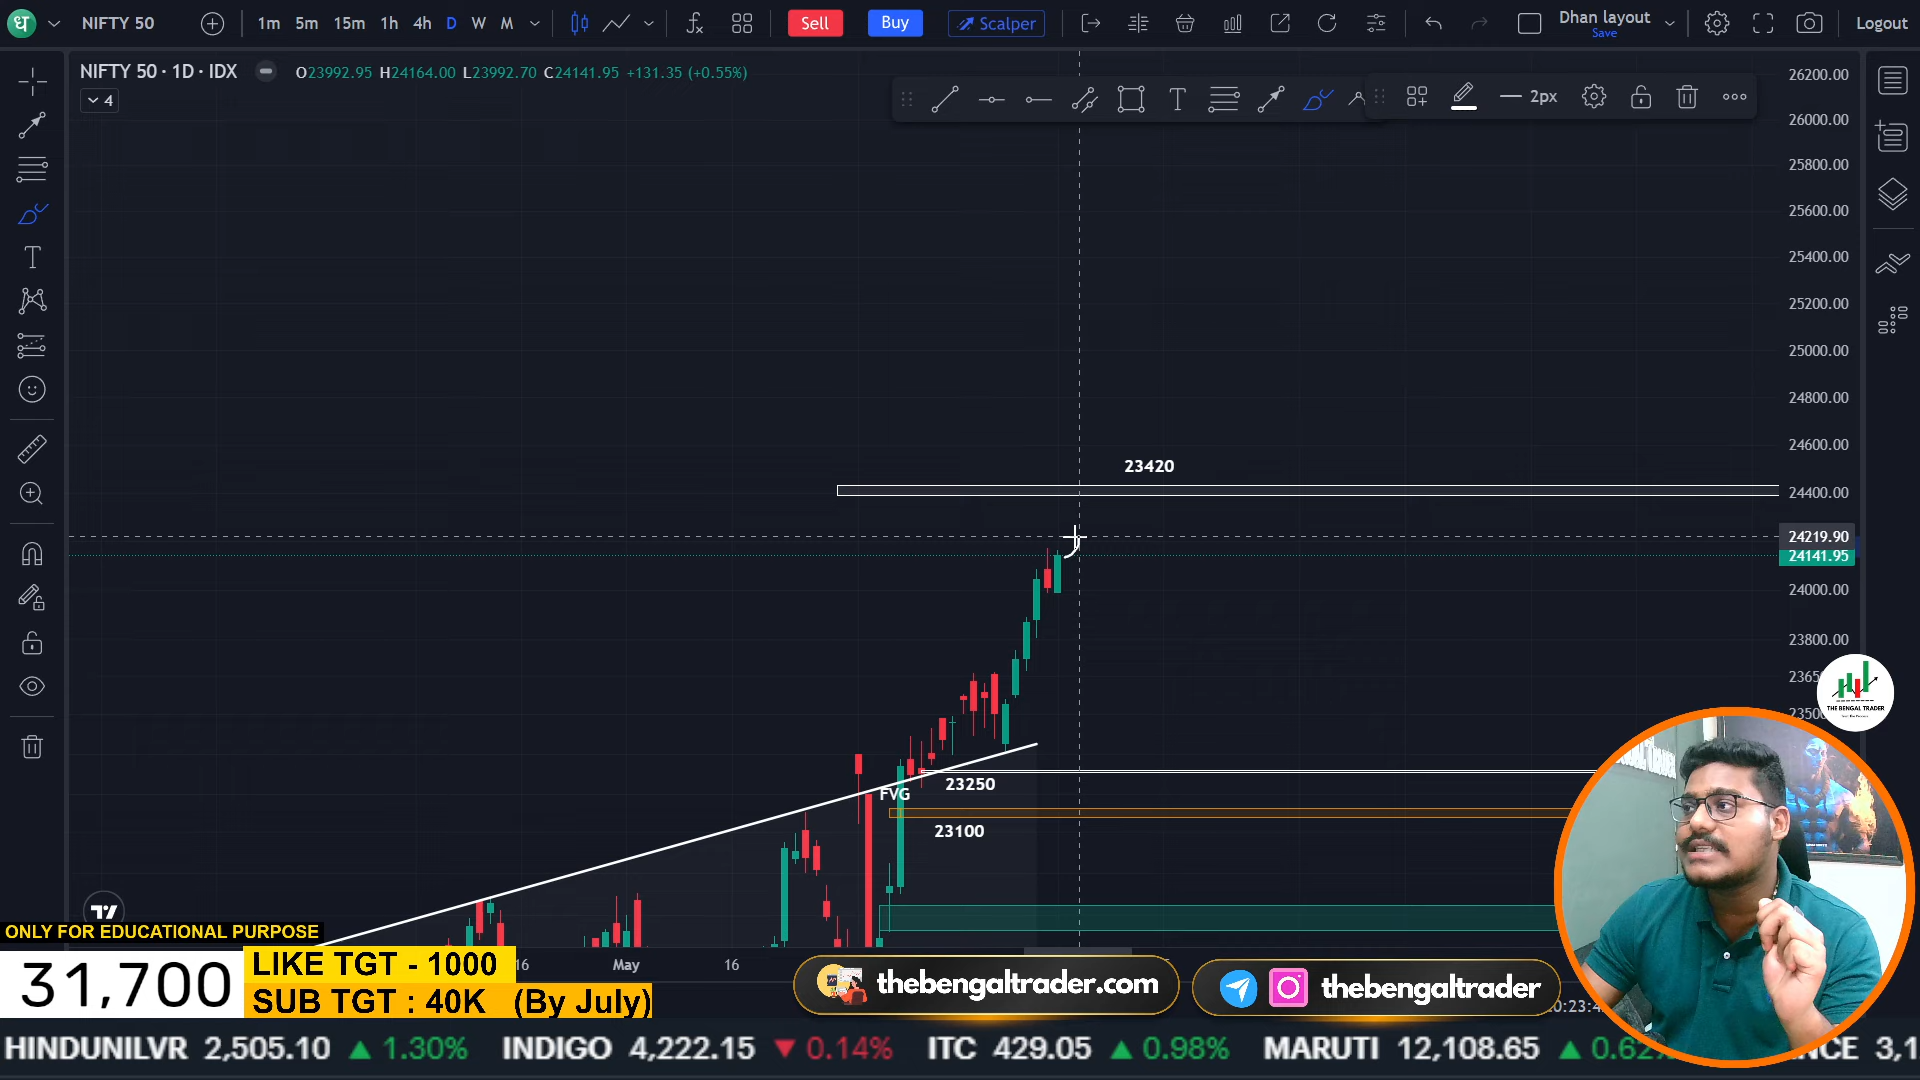 धा NIFTY 50 1m 5m 15m 1h 4h D W M Sell Buy Scalper Dhan layout Save Logout
NIFTY 50 · 1D · IDX O23992.95 H24164.00 L23992.70 C24141.95 +131.35 (+0.55%)
4
2px
26200.00
26000.00
25800.00
25600.00
25400.00
25200.00
25000.00
24800.00
24600.00
23420
24400.00
24219.90
24141.95
24000.00
23800.00
THE BENGAL TRADER
23250
FVG
23100
ONLY FOR EDUCATIONAL PURPOSE
16 May 16
31,700
LIKE TGT - 1000
SUB TGT : 40K (By July)
thebengaltrader.com
thebengaltrader
HINDUNILVR 2,505.10 ▲ 1.30% INDIGO 4,222.15 ▼ 0.14% ITC 429.05 ▲ 0.98% MARUTI 12,108.65 ▲